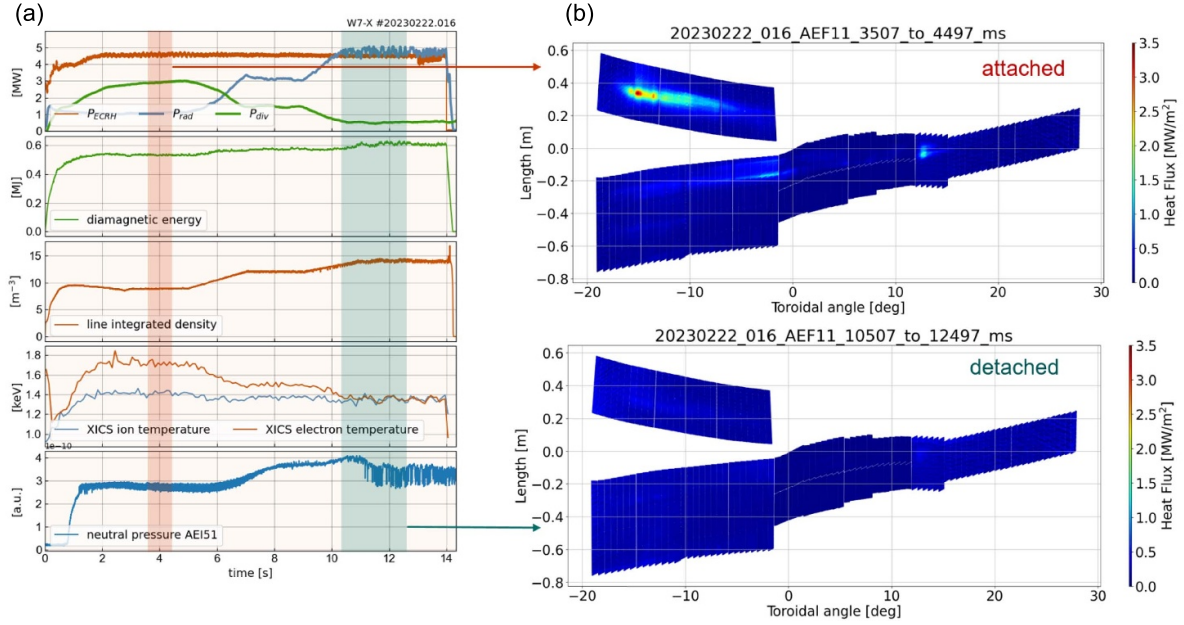 (a)
W7-X #20230222.016
5
4
3
2
1
0
[MW]
P_ECRH P_rad P_div
0.6
0.4
0.2
0.0
[MJ]
diamagnetic energy
15
10
5
0
[m⁻³]
line integrated density
1.8
1.6
1.4
1.2
1.0
[keV]
XICS ion temperature XICS electron temperature
1e−10
4
3
2
1
0
[a.u.]
neutral pressure AEI51
0 2 4 6 8 10 12 14
time [s]
(b)
20230222_016_AEF11_3507_to_4497_ms
attached
0.6
0.4
0.2
0.0
−0.2
−0.4
−0.6
−0.8
Length [m]
−20 −10 0 10 20 30
Toroidal angle [deg]
3.5
3.0
2.5
2.0
1.5
1.0
0.5
0.0
Heat Flux [MW/m²]
20230222_016_AEF11_10507_to_12497_ms
detached
0.6
0.4
0.2
0.0
−0.2
−0.4
−0.6
−0.8
Length [m]
−20 −10 0 10 20 30
Toroidal angle [deg]
3.5
3.0
2.5
2.0
1.5
1.0
0.5
0.0
Heat Flux [MW/m²]